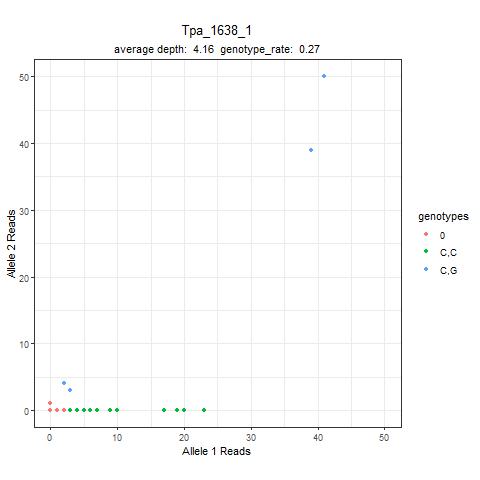 Tpa_1638_1
average depth: 4.16 genotype_rate: 0.27
50
40
30
20
10
0
Allele 2 Reads
0 10 20 30 40 50
Allele 1 Reads
genotypes
0
C,C
C,G